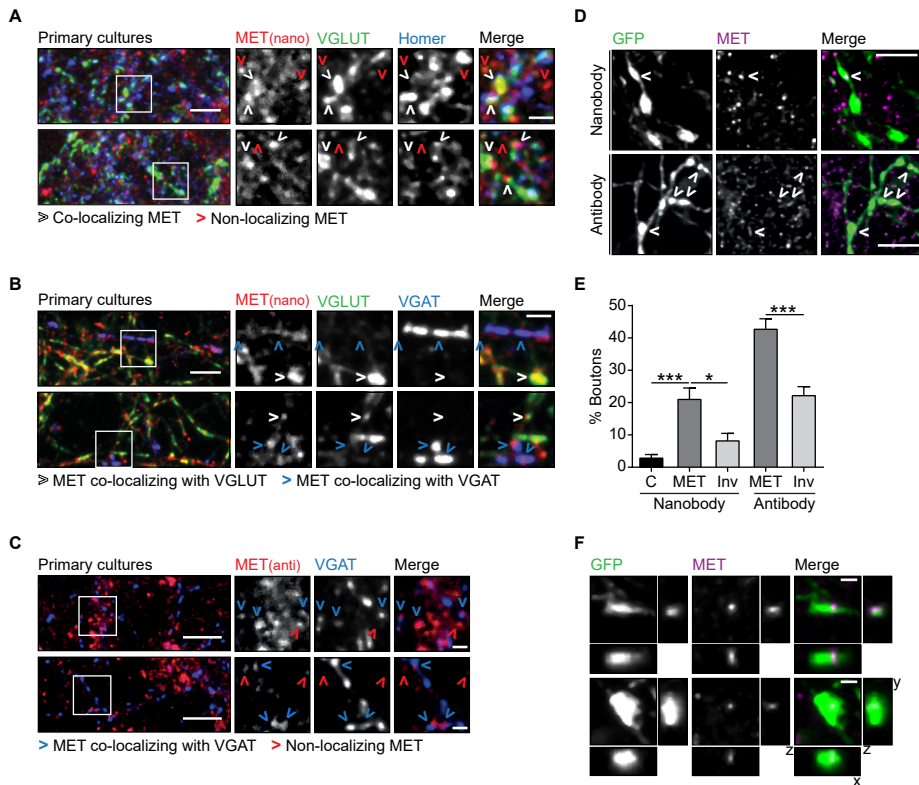 A
Primary cultures MET(nano) VGLUT Homer Merge
⪢ Co-localizing MET > Non-localizing MET
B
Primary cultures MET(nano) VGLUT VGAT Merge
⪢ MET co-localizing with VGLUT > MET co-localizing with VGAT
C
Primary cultures MET(anti) VGAT Merge
> MET co-localizing with VGAT > Non-localizing MET
D
GFP MET Merge
Nanobody
Antibody
E
% Boutons
50
40
30
20
10
0
*** * ***
C MET Inv MET Inv
Nanobody Antibody
F
GFP MET Merge
y
z z
x